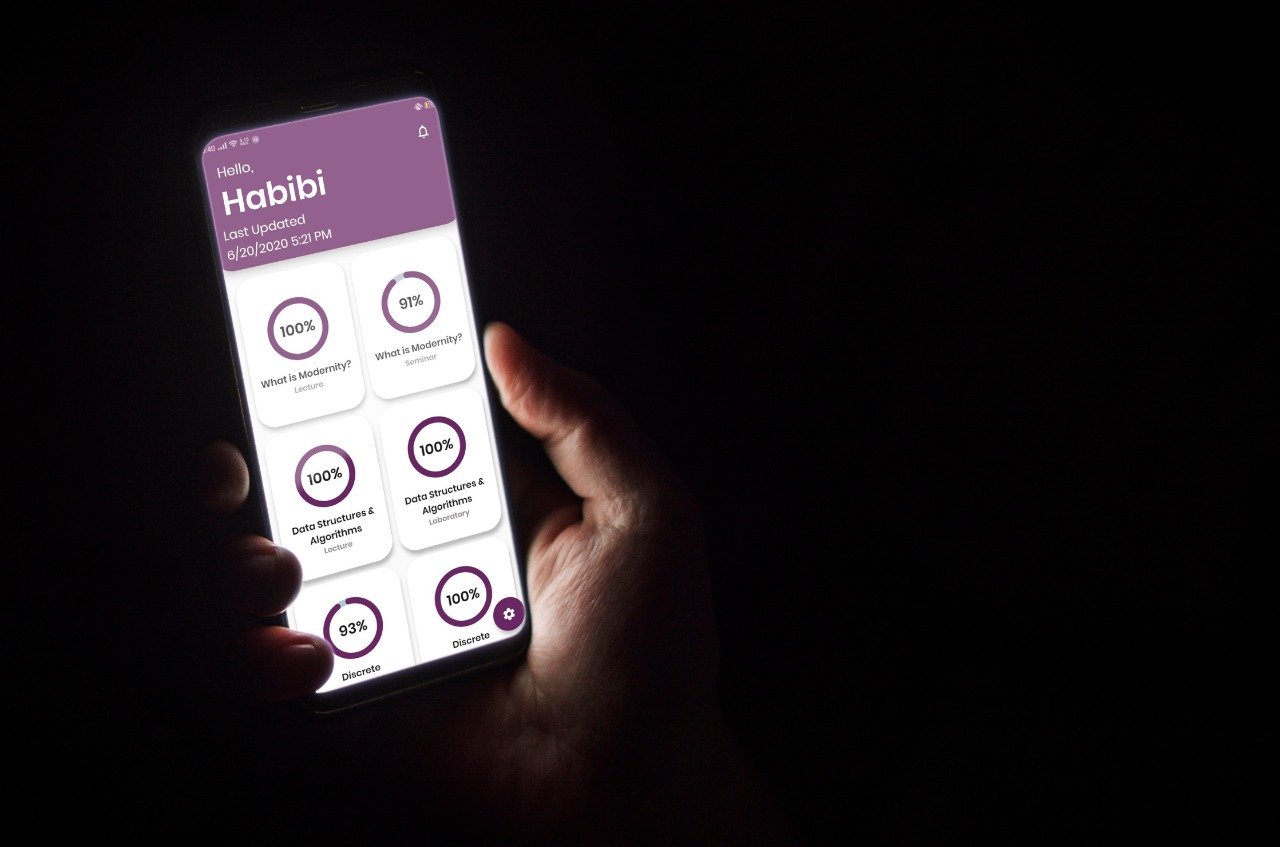 Hello,
Habibi
Last Updated
6/20/2020 5:21 PM
100%
What is Modernity?
Lecture
91%
What is Modernity?
Seminar
100%
Data Structures &
Algorithms
Lecture
100%
Data Structures &
Algorithms
Laboratory
93%
Discrete
100%
Discrete